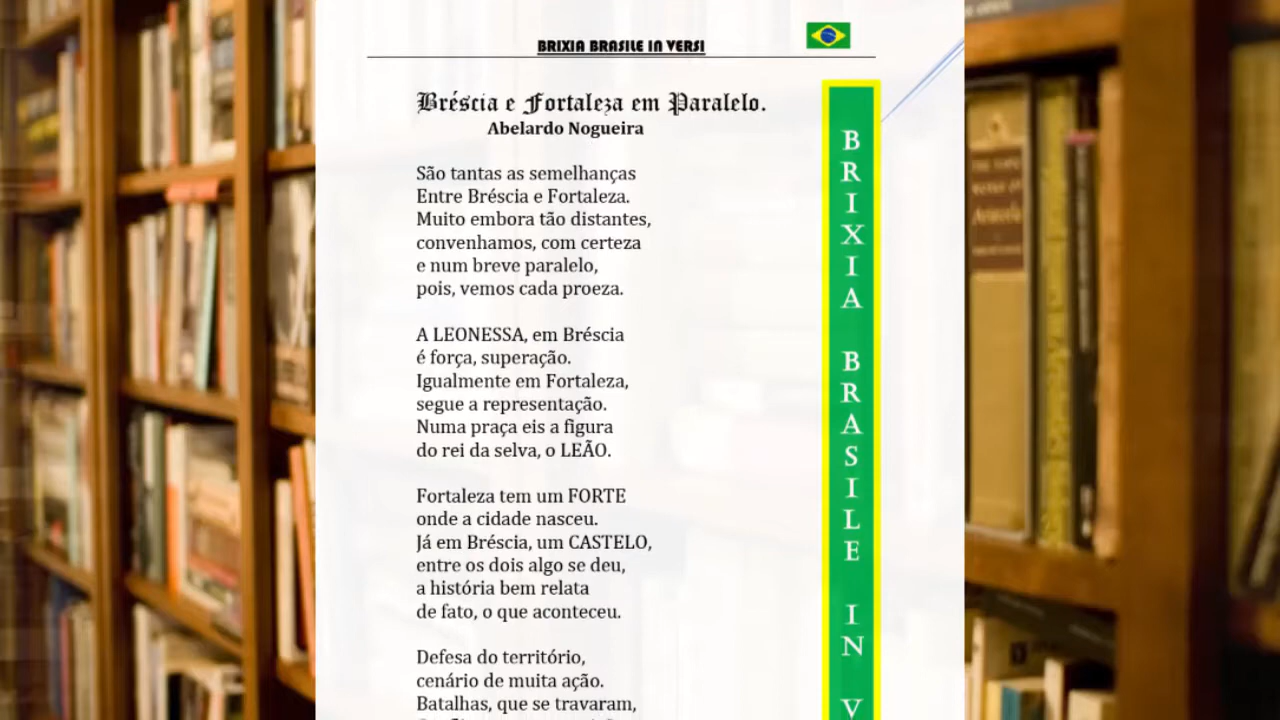 BRIXIA BRASILE IN VERSI
Bréscia e Fortaleza em Paralelo.
Abelardo Nogueira
São tantas as semelhanças
Entre Bréscia e Fortaleza.
Muito embora tão distantes,
convenhamos, com certeza
e num breve paralelo,
pois, vemos cada proeza.
A LEONESSA, em Bréscia
é força, superação.
Igualmente em Fortaleza,
segue a representação.
Numa praça eis a figura
do rei da selva, o LEÃO.
Fortaleza tem um FORTE
onde a cidade nasceu.
Já em Bréscia, um CASTELO,
entre os dois algo se deu,
a história bem relata
de fato, o que aconteceu.
Defesa do território,
cenário de muita ação.
Batalhas, que se travaram,
BRIXIA BRASILE IN V